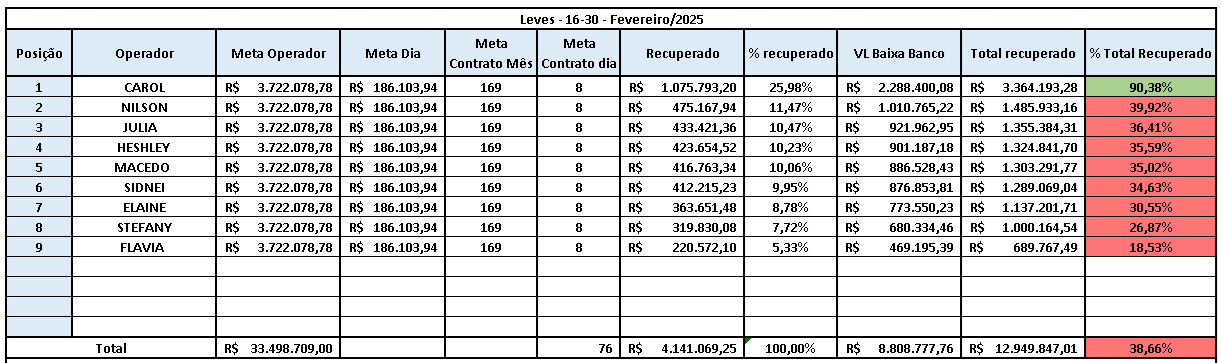 Leves - 16-30 - Fevereiro/2025
Posição Operador Meta Operador Meta Dia Meta Contrato Mês Meta Contrato dia Recuperado % recuperado VL Baixa Banco Total recuperado % Total Recuperado
1 CAROL R$ 3.722.078,78 R$ 186.103,94 169 8 R$ 1.075.793,20 25,98% R$ 2.288.400,08 R$ 3.364.193,28 90,38%
2 NILSON R$ 3.722.078,78 R$ 186.103,94 169 8 R$ 475.167,94 11,47% R$ 1.010.765,22 R$ 1.485.933,16 39,92%
3 JULIA R$ 3.722.078,78 R$ 186.103,94 169 8 R$ 433.421,36 10,47% R$ 921.962,95 R$ 1.355.384,31 36,41%
4 HESHLEY R$ 3.722.078,78 R$ 186.103,94 169 8 R$ 423.654,52 10,23% R$ 901.187,18 R$ 1.324.841,70 35,59%
5 MACEDO R$ 3.722.078,78 R$ 186.103,94 169 8 R$ 416.763,34 10,06% R$ 886.528,43 R$ 1.303.291,77 35,02%
6 SIDNEI R$ 3.722.078,78 R$ 186.103,94 169 8 R$ 412.215,23 9,95% R$ 876.853,81 R$ 1.289.069,04 34,63%
7 ELAINE R$ 3.722.078,78 R$ 186.103,94 169 8 R$ 363.651,48 8,78% R$ 773.550,23 R$ 1.137.201,71 30,55%
8 STEFANY R$ 3.722.078,78 R$ 186.103,94 169 8 R$ 319.830,08 7,72% R$ 680.334,46 R$ 1.000.164,54 26,87%
9 FLAVIA R$ 3.722.078,78 R$ 186.103,94 169 8 R$ 220.572,10 5,33% R$ 469.195,39 R$ 689.767,49 18,53%
Total R$ 33.498.709,00 76 R$ 4.141.069,25 100,00% R$ 8.808.777,76 R$ 12.949.847,01 38,66%